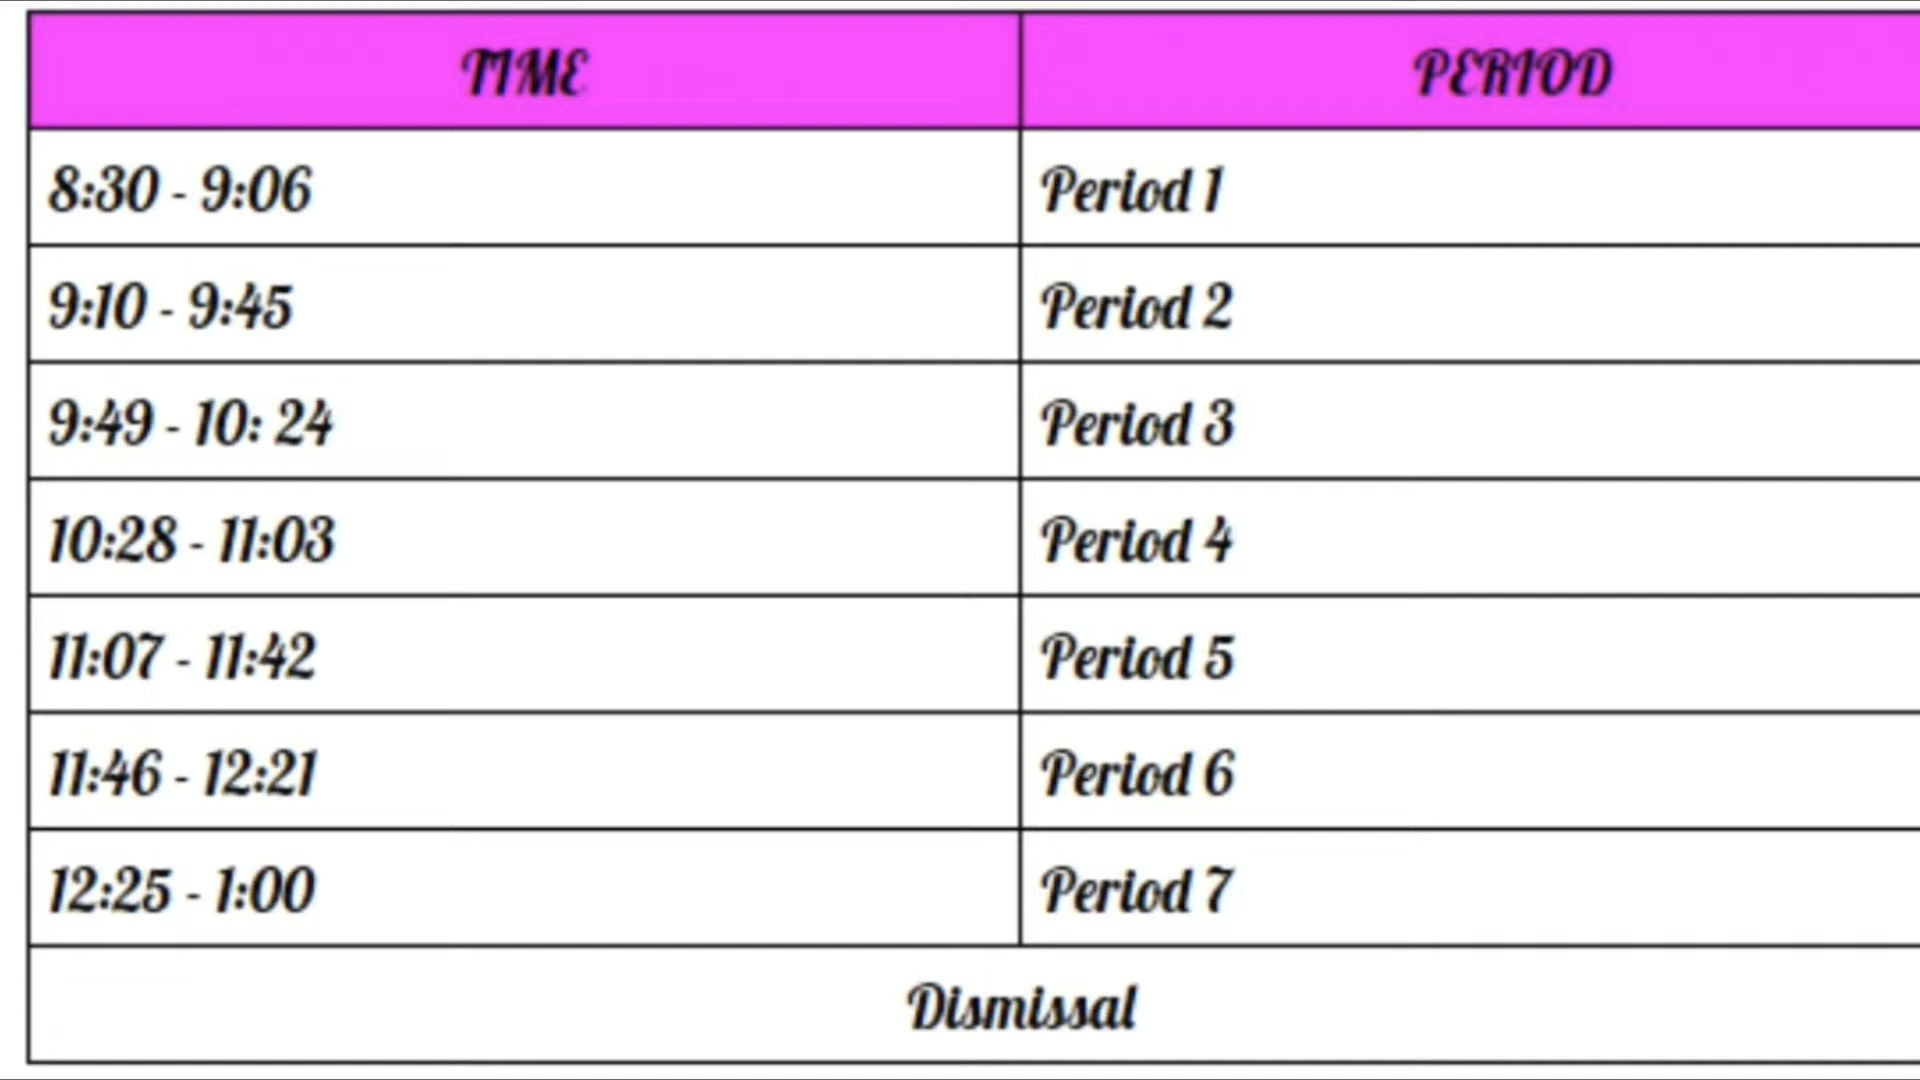 TIME PERIOD
8:30 - 9:06 Period 1
9:10 - 9:45 Period 2
9:49 - 10: 24 Period 3
10:28 - 11:03 Period 4
11:07 - 11:42 Period 5
11:46 - 12:21 Period 6
12:25 - 1:00 Period 7
Dismissal